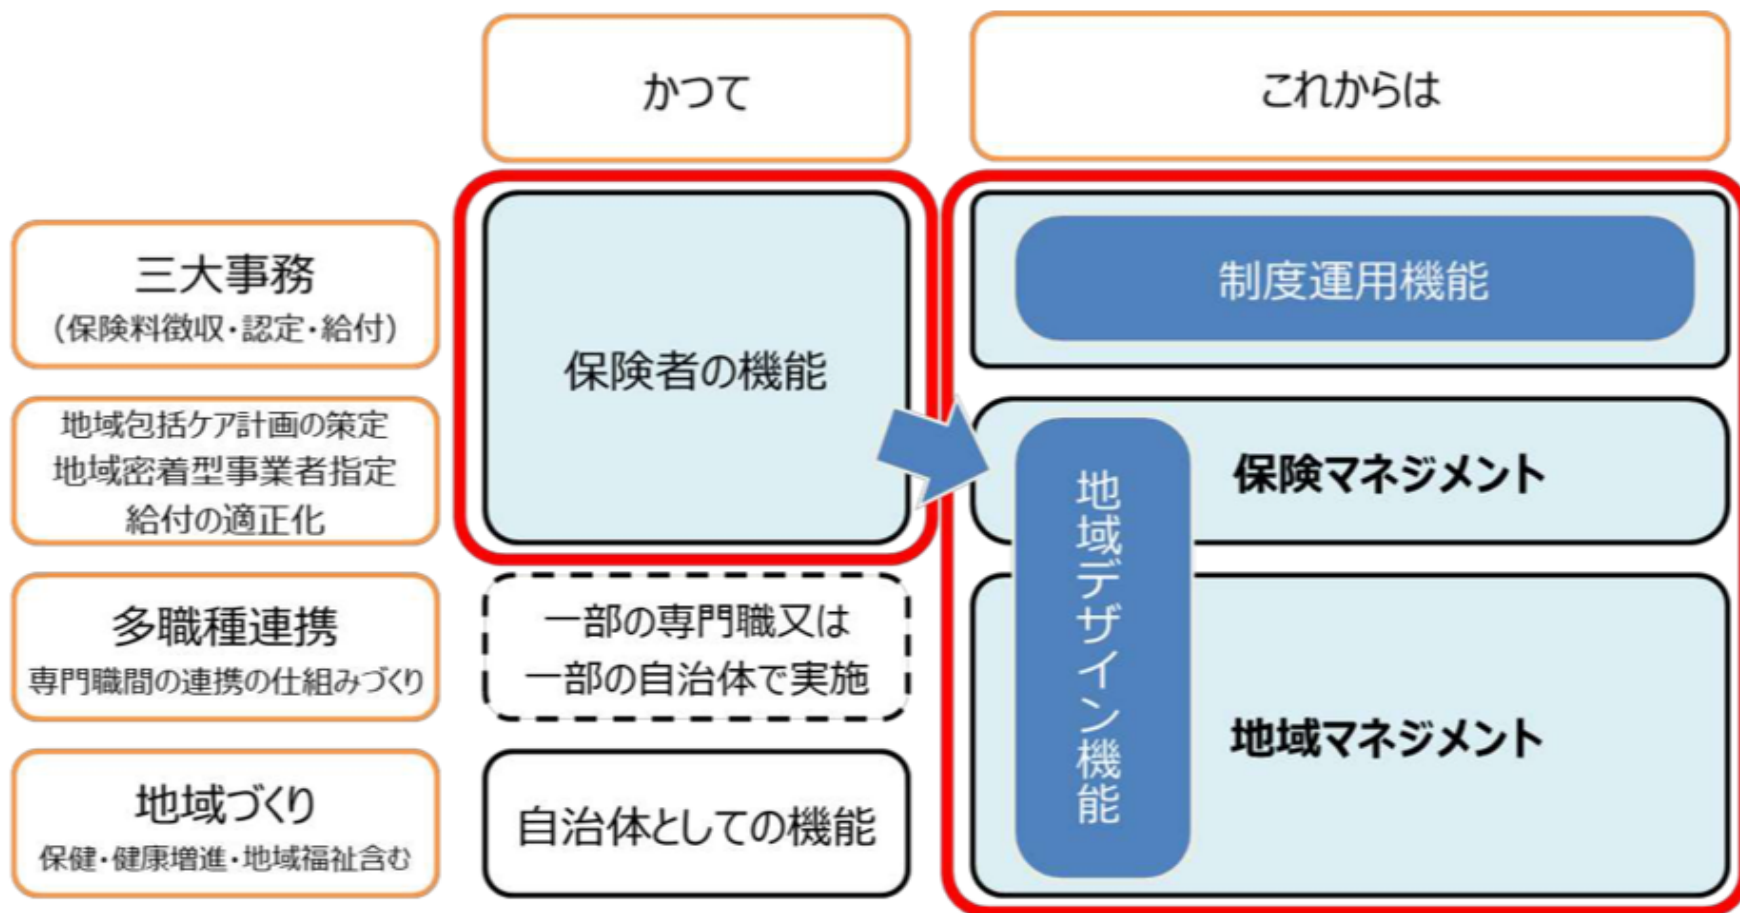 かつて
これからは
三大事務
(保険料徴収・認定・給付)
保険者の機能
制度運用機能
地域包括ケア計画の策定
地域密着型事業者指定
給付の適正化
保険マネジメント
地域デザイン機能
多職種連携
専門職間の連携の仕組みづくり
一部の専門職又は
一部の自治体で実施
地域マネジメント
地域づくり
保健・健康増進・地域福祉含む
自治体としての機能